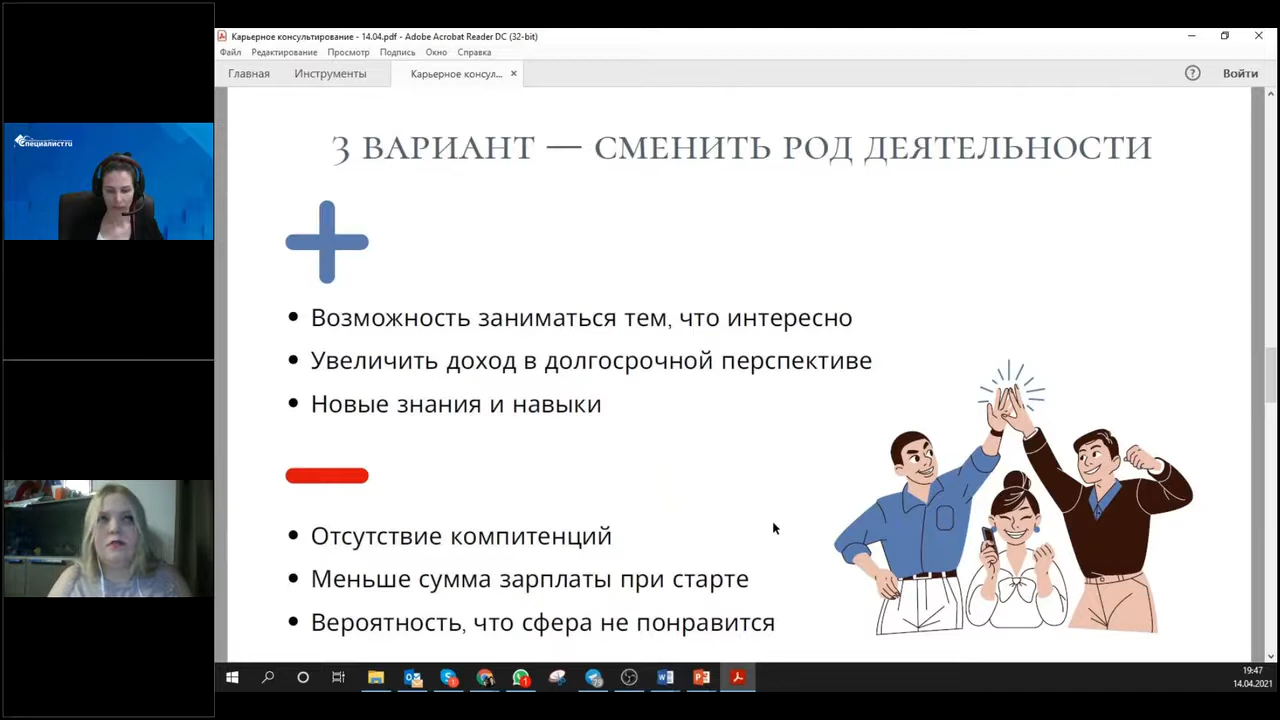 Карьерное консультирование - 14.04.pdf - Adobe Acrobat Reader DC (32-bit)
Файл Редактирование Просмотр Подпись Окно Справка
Главная Инструменты Карьерное консул... × ? Войти
Специалист.ru
3 ВАРИАНТ — СМЕНИТЬ РОД ДЕЯТЕЛЬНОСТИ
• Возможность заниматься тем, что интересно
• Увеличить доход в долгосрочной перспективе
• Новые знания и навыки
• Отсутствие компитенций
• Меньше сумма зарплаты при старте
• Вероятность, что сфера не понравится
19:47
14.04.2021